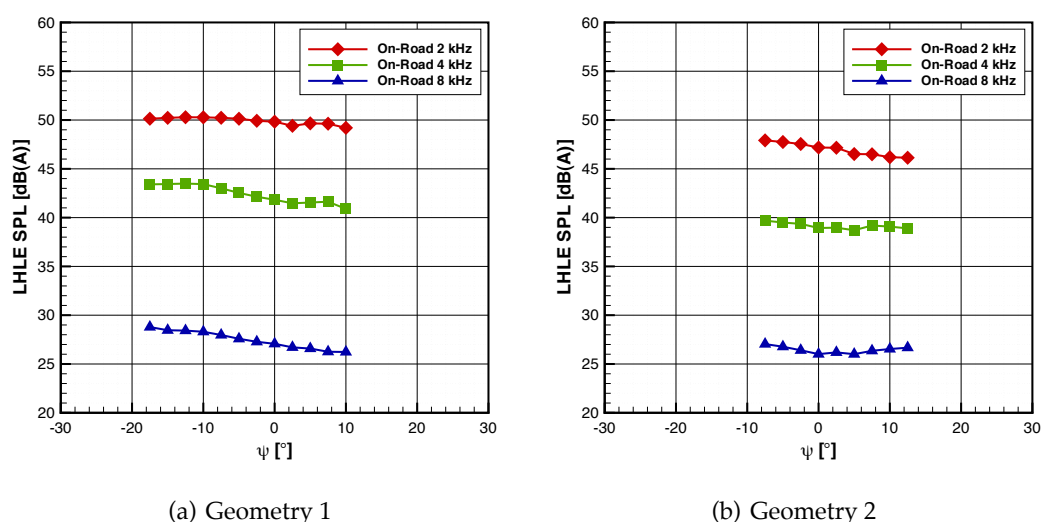 60
55
50
45
40
35
30
25
20
LHLE SPL [dB(A)]
On-Road 2 kHz
On-Road 4 kHz
On-Road 8 kHz
-30 -20 -10 0 10 20 30
ψ [°]
(a) Geometry 1
60
55
50
45
40
35
30
25
20
LHLE SPL [dB(A)]
On-Road 2 kHz
On-Road 4 kHz
On-Road 8 kHz
-30 -20 -10 0 10 20 30
ψ [°]
(b) Geometry 2